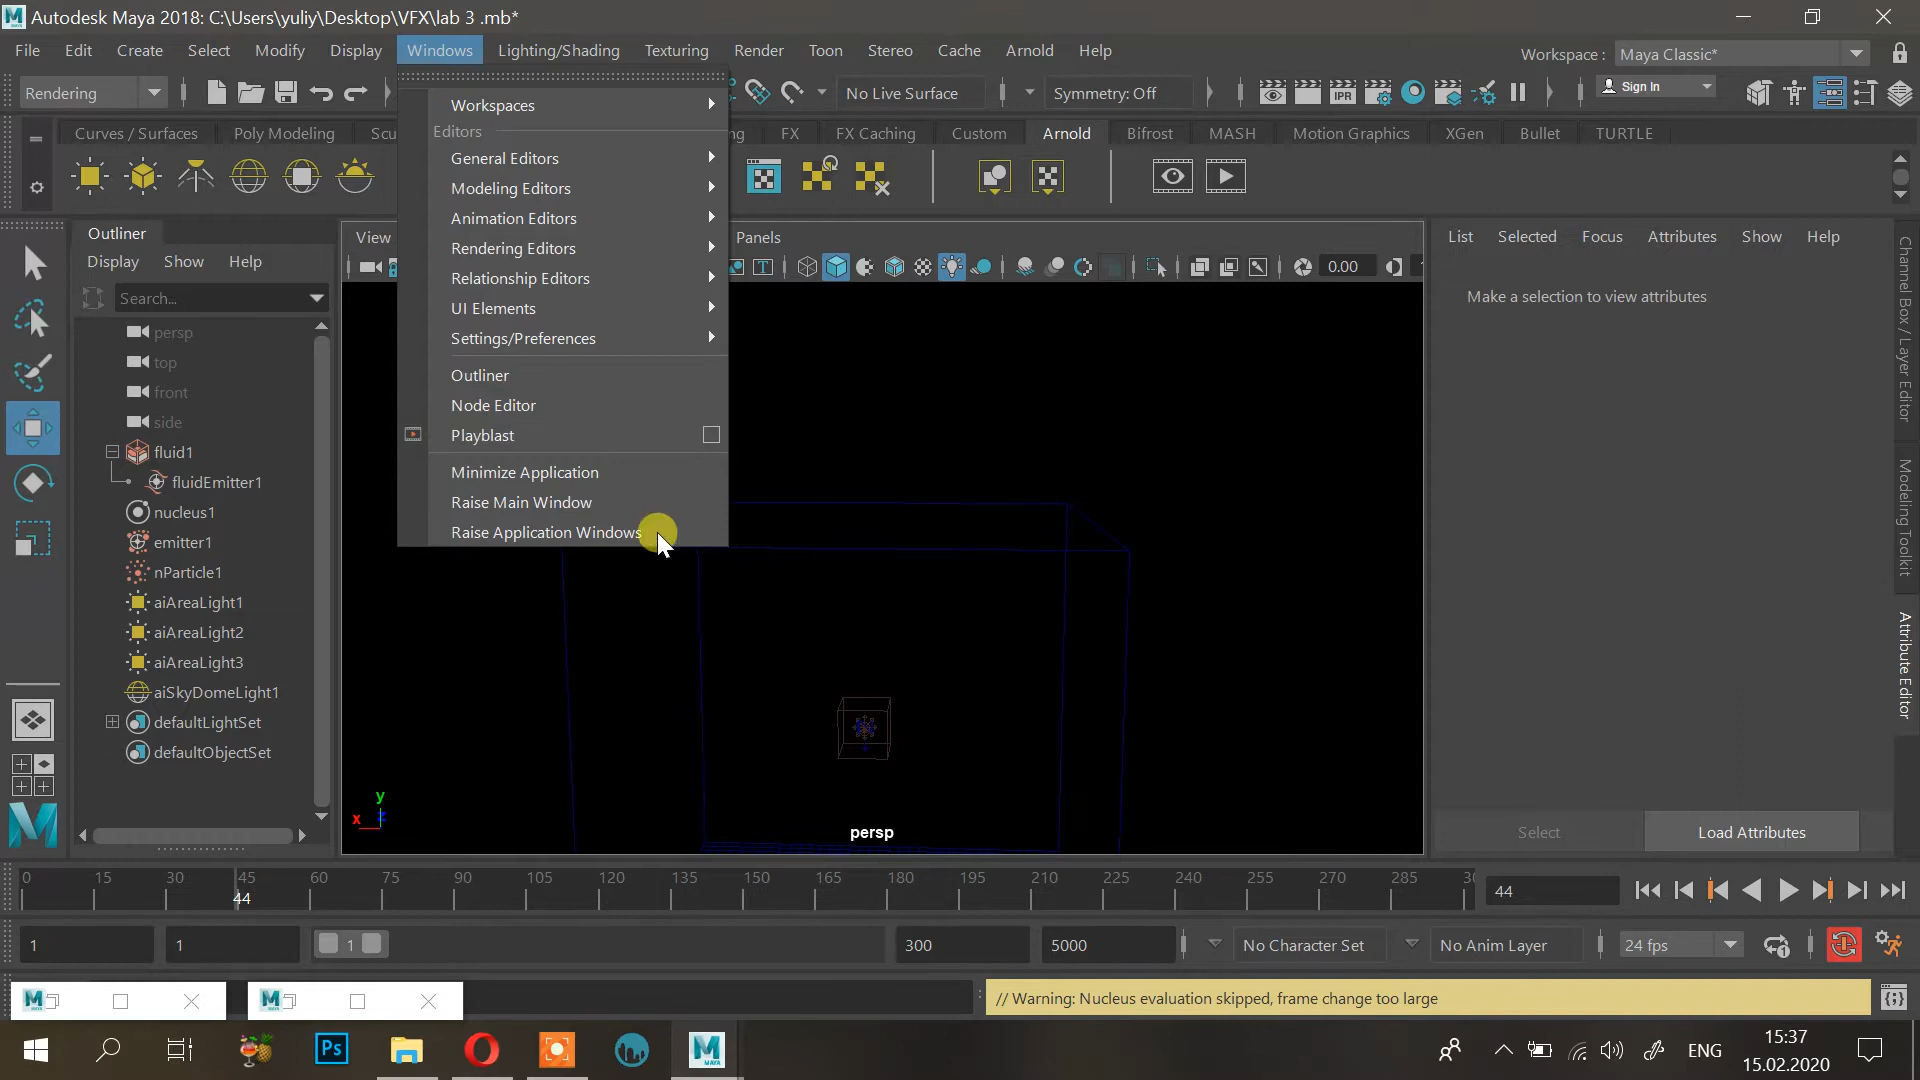 Autodesk Maya 2018: C:\Users\yuliy\Desktop\VFX\lab 3 .mb*
File Edit Create Select Modify Display Windows Lighting/Shading Texturing Render Toon Stereo Cache Arnold Help
Workspace : Maya Classic*
Rendering
No Live Surface
Symmetry: Off
IPR
Sign In
Curves / Surfaces Poly Modeling FX FX Caching Custom Arnold Bifrost MASH Motion Graphics XGen Bullet TURTLE
Workspaces
Editors
General Editors
Modeling Editors
Animation Editors
Rendering Editors
Relationship Editors
UI Elements
Settings/Preferences
Outliner
Node Editor
Playblast
Minimize Application
Raise Main Window
Raise Application Windows
Outliner
Display Show Help
Search...
persp
top
front
side
fluid1
fluidEmitter1
nucleus1
emitter1
nParticle1
aiAreaLight1
aiAreaLight2
aiAreaLight3
aiSkyDomeLight1
defaultLightSet
defaultObjectSet
View
Panels
0.00
y
x
z
persp
List Selected Focus Attributes Show Help
Make a selection to view attributes
Select
Load Attributes
Channel Box / Layer Editor
Modeling Toolkit
Attribute Editor
0 15 30 45 60 75 90 105 120 135 150 165 180 195 210 225 240 255 270 285
44
44
1
1
1
300
5000
No Character Set
No Anim Layer
24 fps
// Warning: Nucleus evaluation skipped, frame change too large
Ps
MAYA
ENG
15:37
15.02.2020